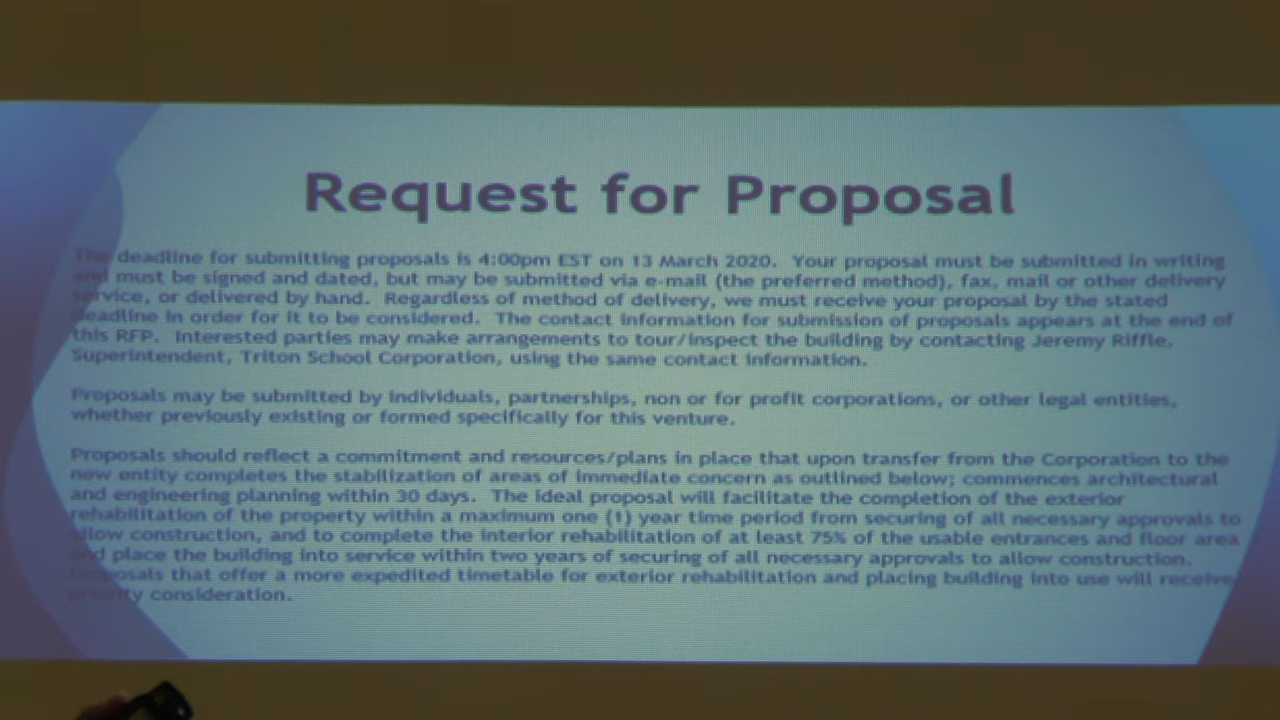 Request for Proposal
The deadline for submitting proposals is 4:00pm EST on 13 March 2020. Your proposal must be submitted in writing
and must be signed and dated, but may be submitted via e-mail (the preferred method), fax, mail or other delivery
service, or delivered by hand. Regardless of method of delivery, we must receive your proposal by the stated
deadline in order for it to be considered. The contact information for submission of proposals appears at the end of
this RFP. Interested parties may make arrangements to tour/inspect the building by contacting Jeremy Riffle,
Superintendent, Triton School Corporation, using the same contact information.
Proposals may be submitted by individuals, partnerships, non or for profit corporations, or other legal entities,
whether previously existing or formed specifically for this venture.
Proposals should reflect a commitment and resources/plans in place that upon transfer from the Corporation to the
new entity completes the stabilization of areas of immediate concern as outlined below; commences architectural
and engineering planning within 30 days. The ideal proposal will facilitate the completion of the exterior
rehabilitation of the property within a maximum one (1) year time period from securing of all necessary approvals to
allow construction, and to complete the interior rehabilitation of at least 75% of the usable entrances and floor area
and place the building into service within two years of securing of all necessary approvals to allow construction.
Proposals that offer a more expedited timetable for exterior rehabilitation and placing building into use will receive
priority consideration.